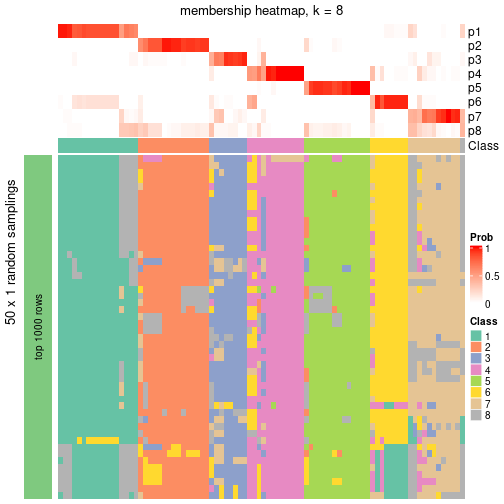 membership heatmap, k = 8
p1
p2
p3
p4
p5
p6
p7
p8
Class
50 x 1 random samplings
top 1000 rows
Prob
1
0.5
0
Class
1
2
3
4
5
6
7
8